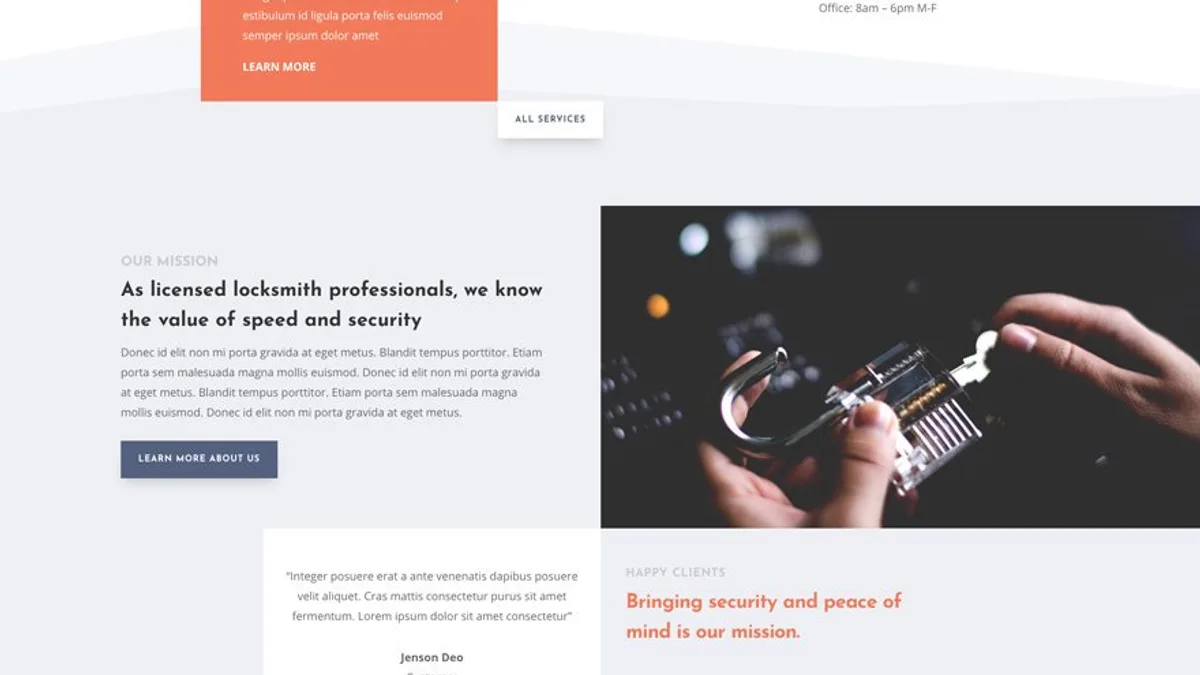 estibulum id ligula porta felis euismod
semper ipsum dolor amet
LEARN MORE
Office: 8am – 6pm M-F
ALL SERVICES
OUR MISSION
As licensed locksmith professionals, we know
the value of speed and security
Donec id elit non mi porta gravida at eget metus. Blandit tempus porttitor. Etiam
porta sem malesuada magna mollis euismod. Donec id elit non mi porta gravida
at eget metus. Blandit tempus porttitor. Etiam porta sem malesuada magna
mollis euismod. Donec id elit non mi porta gravida at eget metus.
LEARN MORE ABOUT US
"Integer posuere erat a ante venenatis dapibus posuere
velit aliquet. Cras mattis consectetur purus sit amet
fermentum. Lorem ipsum dolor sit amet consectetur"
Jenson Deo
HAPPY CLIENTS
Bringing security and peace of
mind is our mission.